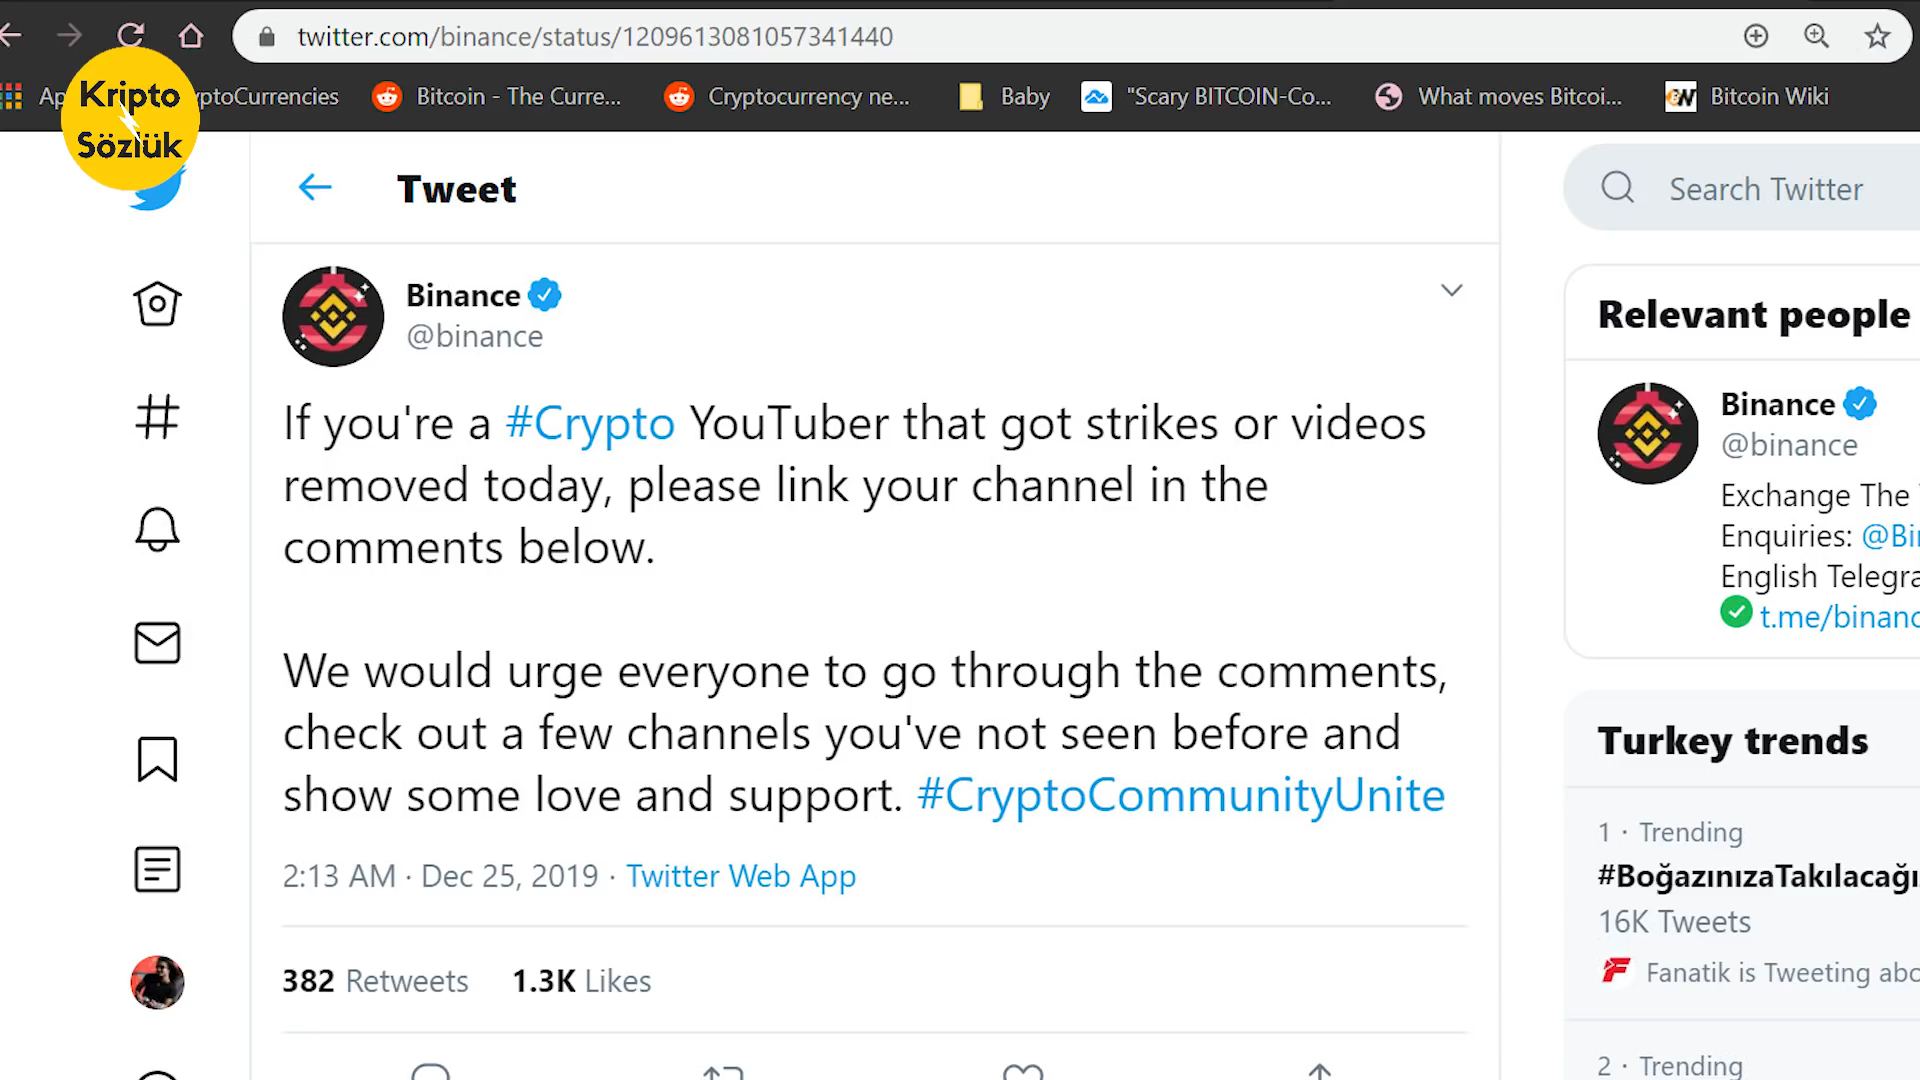 twitter.com/binance/status/1209613081057341440
Kripto
Sözlük
Ap
ptoCurrencies
Bitcoin - The Curre...
Cryptocurrency ne...
Baby
"Scary BITCOIN-Co...
What moves Bitcoi...
Bitcoin Wiki
Tweet
Search Twitter
Binance
@binance
If you're a #Crypto YouTuber that got strikes or videos
removed today, please link your channel in the
comments below.
We would urge everyone to go through the comments,
check out a few channels you've not seen before and
show some love and support. #CryptoCommunityUnite
2:13 AM · Dec 25, 2019 · Twitter Web App
382 Retweets 1.3K Likes
Relevant people
Binance
@binance
Exchange The
Enquiries: @Bi
English Telegra
t.me/binanc
Turkey trends
1 · Trending
#BoğazınızaTakılacağı
16K Tweets
Fanatik is Tweeting abo
2 · Trending